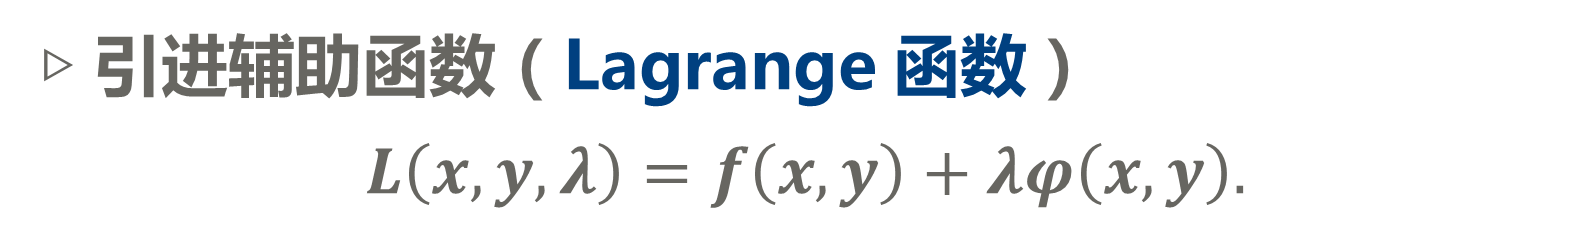 ▷ 引进辅助函数（Lagrange 函数）
L(x, y, λ) = f(x, y) + λφ(x, y).